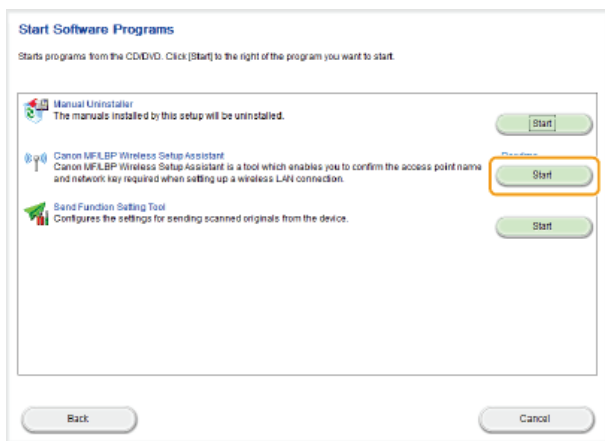 Start Software Programs
Starts programs from the CD/DVD. Click [Start] to the right of the program you want to start.
Manual Uninstaller
The manuals installed by this setup will be uninstalled.
Start
Canon MF/LBP Wireless Setup Assistant
Canon MF/LBP Wireless Setup Assistant is a tool which enables you to confirm the access point name
and network key required when setting up a wireless LAN connection.
Start
Send Function Setting Tool
Configures the settings for sending scanned originals from the device.
Start
Back
Cancel